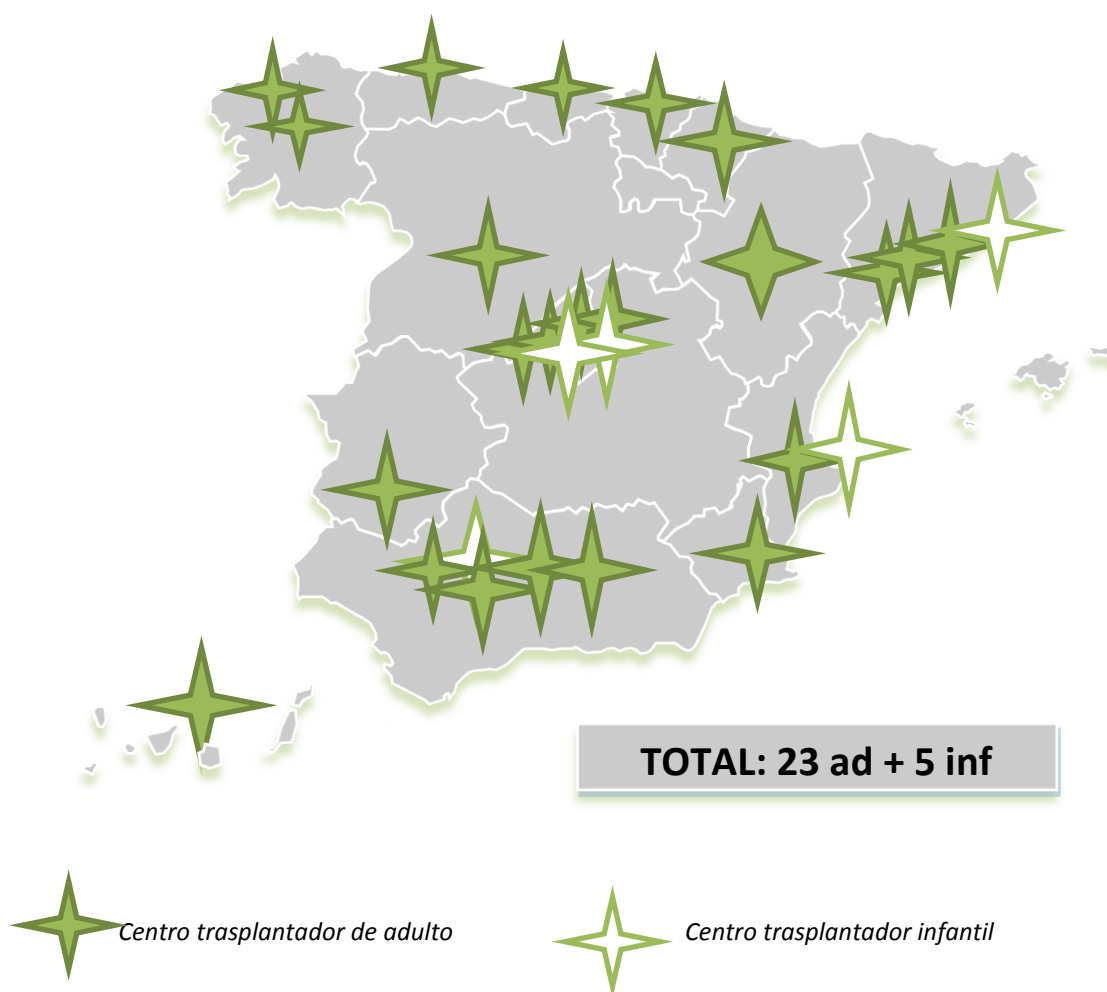 TOTAL: 23 ad + 5 inf
Centro trasplantador de adulto
Centro trasplantador infantil